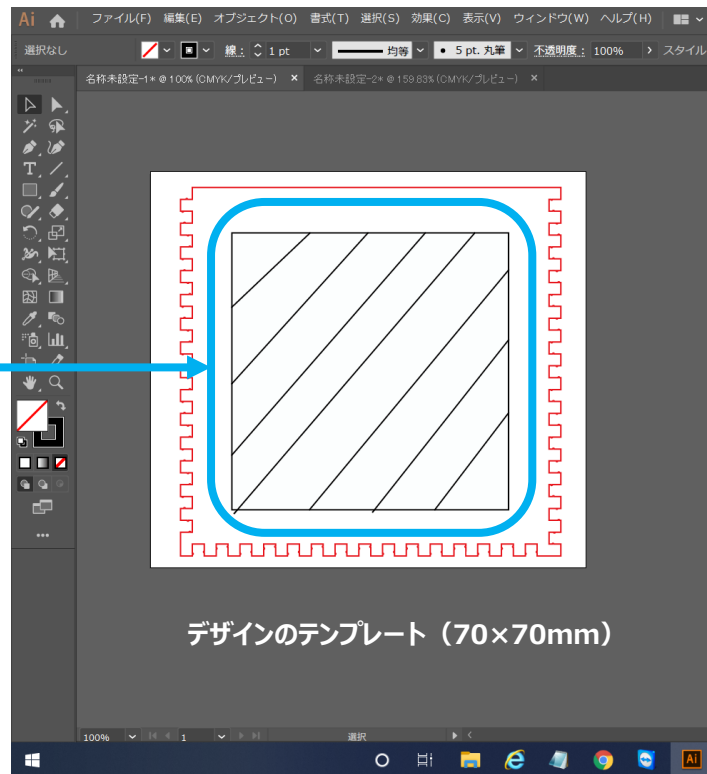 Ai ファイル(F) 編集(E) オブジェクト(O) 書式(T) 選択(S) 効果(C) 表示(V) ウィンドウ(W) ヘルプ(H)
選択なし 線: 1 pt 均等 5 pt. 丸筆 不透明度: 100% スタイル
名称未設定-1* @ 100% (CMYK/プレビュー) × 名称未設定-2* @ 159.83% (CMYK/プレビュー) ×
デザインのテンプレート（70×70mm）
100% 1 選択
Ai